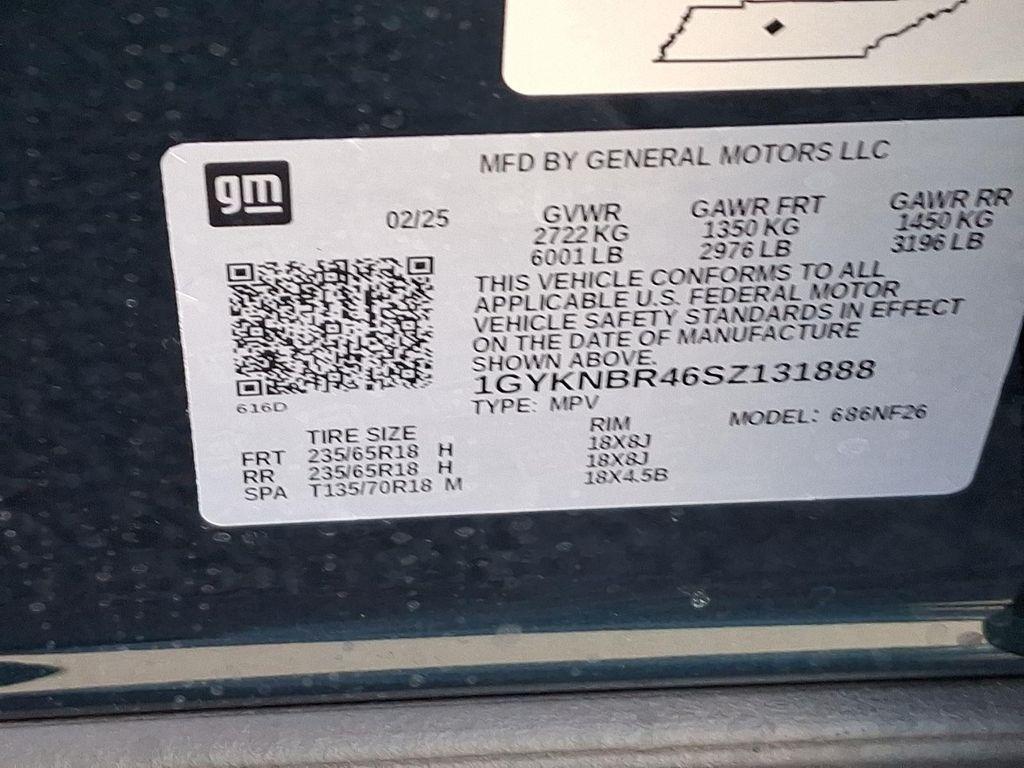 gm
MFD BY GENERAL MOTORS LLC
02/25 GVWR GAWR FRT GAWR RR
2722 KG 1350 KG 1450 KG
6001 LB 2976 LB 3196 LB
THIS VEHICLE CONFORMS TO ALL
APPLICABLE U.S. FEDERAL MOTOR
VEHICLE SAFETY STANDARDS IN EFFECT
ON THE DATE OF MANUFACTURE
SHOWN ABOVE.
1GYKNBR46SZ131888
616D
TYPE: MPV MODEL: 686NF26
TIRE SIZE RIM
FRT 235/65R18 H 18X8J
RR 235/65R18 H 18X8J
SPA T135/70R18 M 18X4.5B